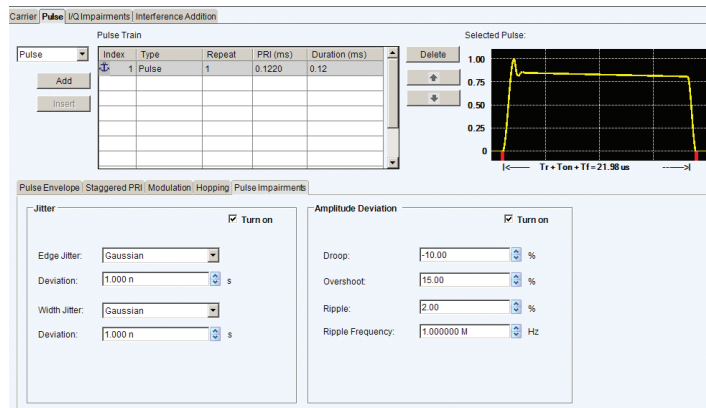 Carrier Pulse I/Q Impairments Interference Addition
Pulse Train
Selected Pulse:
Pulse
Index Type Repeat PRI (ms) Duration (ms)
1 Pulse 1 0.1220 0.12
Add
Insert
Delete
1.00
0.75
0.50
0.25
0
|<------ Tr + Ton + Tf = 21.98 us ------>|
Pulse Envelope Staggered PRI Modulation Hopping Pulse Impairments
Jitter
Turn on
Edge Jitter: Gaussian
Deviation: 1.000 n s
Width Jitter: Gaussian
Deviation: 1.000 n s
Amplitude Deviation
Turn on
Droop: -10.00 %
Overshoot: 15.00 %
Ripple: 2.00 %
Ripple Frequency: 1.000000 M Hz